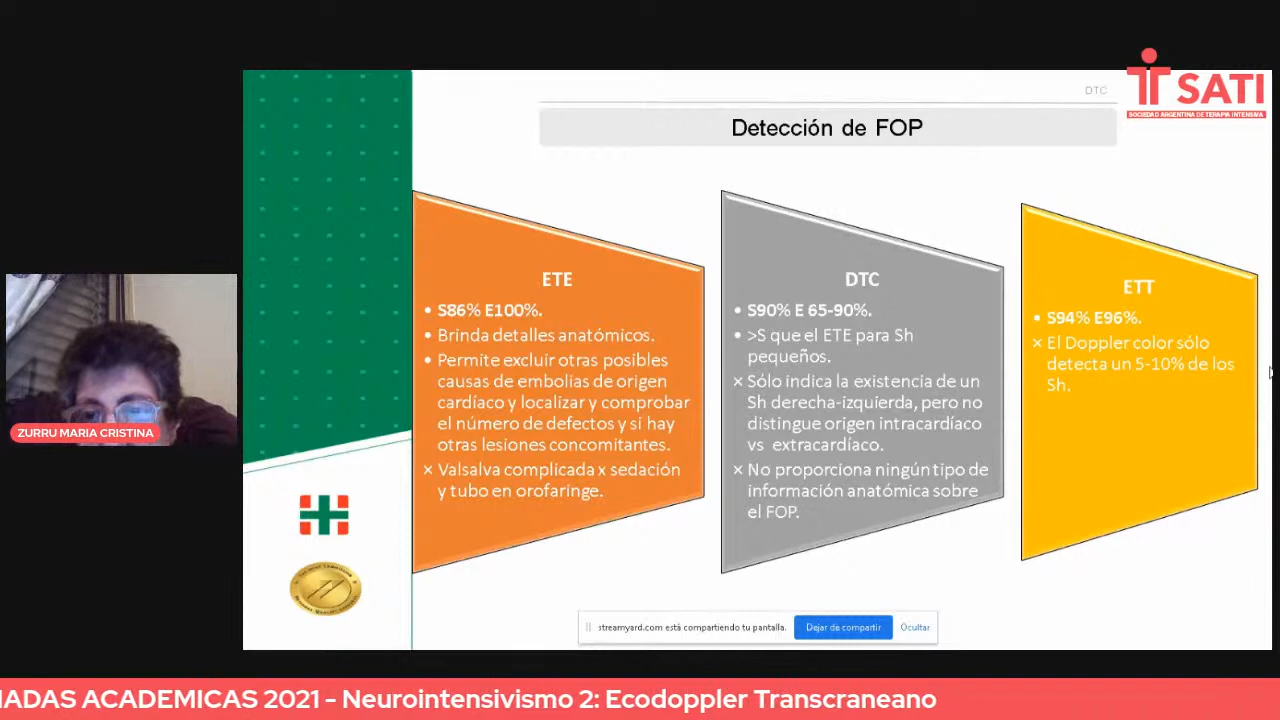 DTC
SATI
SOCIEDAD ARGENTINA DE TERAPIA INTENSIVA
Detección de FOP
ETE
• S86% E100%.
• Brinda detalles anatómicos.
• Permite excluir otras posibles
causas de embolias de origen
cardíaco y localizar y comprobar
el número de defectos y si hay
otras lesiones concomitantes.
× Valsalva complicada x sedación
y tubo en orofaringe.
DTC
• S90% E 65-90%.
• >S que el ETE para Sh
pequeños.
× Sólo indica la existencia de un
Sh derecha-izquierda, pero no
distingue origen intracardíaco
vs extracardíaco.
× No proporciona ningún tipo de
información anatómica sobre
el FOP.
ETT
• S94% E96%.
× El Doppler color sólo
detecta un 5-10% de los
Sh.
ZURRU MARIA CRISTINA
streamyard.com está compartiendo tu pantalla.
Dejar de compartir
Ocultar
NADAS ACADEMICAS 2021 - Neurointensivismo 2: Ecodoppler Transcraneano